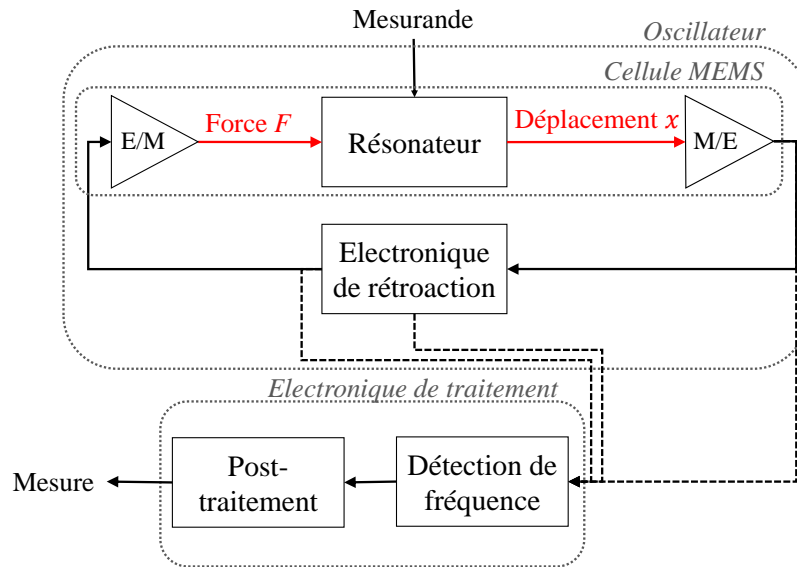 Mesurande
Oscillateur
Cellule MEMS
E/M
Force F
Résonateur
Déplacement x
M/E
Electronique
de rétroaction
Electronique de traitement
Mesure
Post-
traitement
Détection de
fréquence